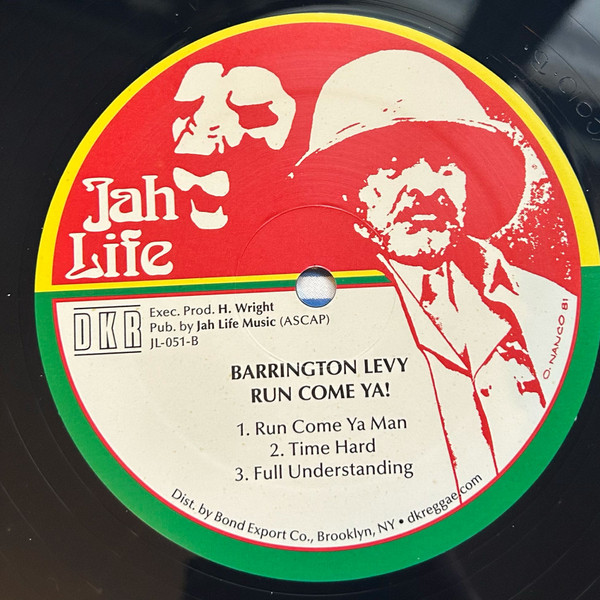 Jah
Life
DKR
Exec. Prod. H. Wright
Pub. by Jah Life Music (ASCAP)
JL-051-B
BARRINGTON LEVY
RUN COME YA!
1. Run Come Ya Man
2. Time Hard
3. Full Understanding
O. NANCO 81
Dist. by Bond Export Co., Brooklyn, NY • dkreggae.com